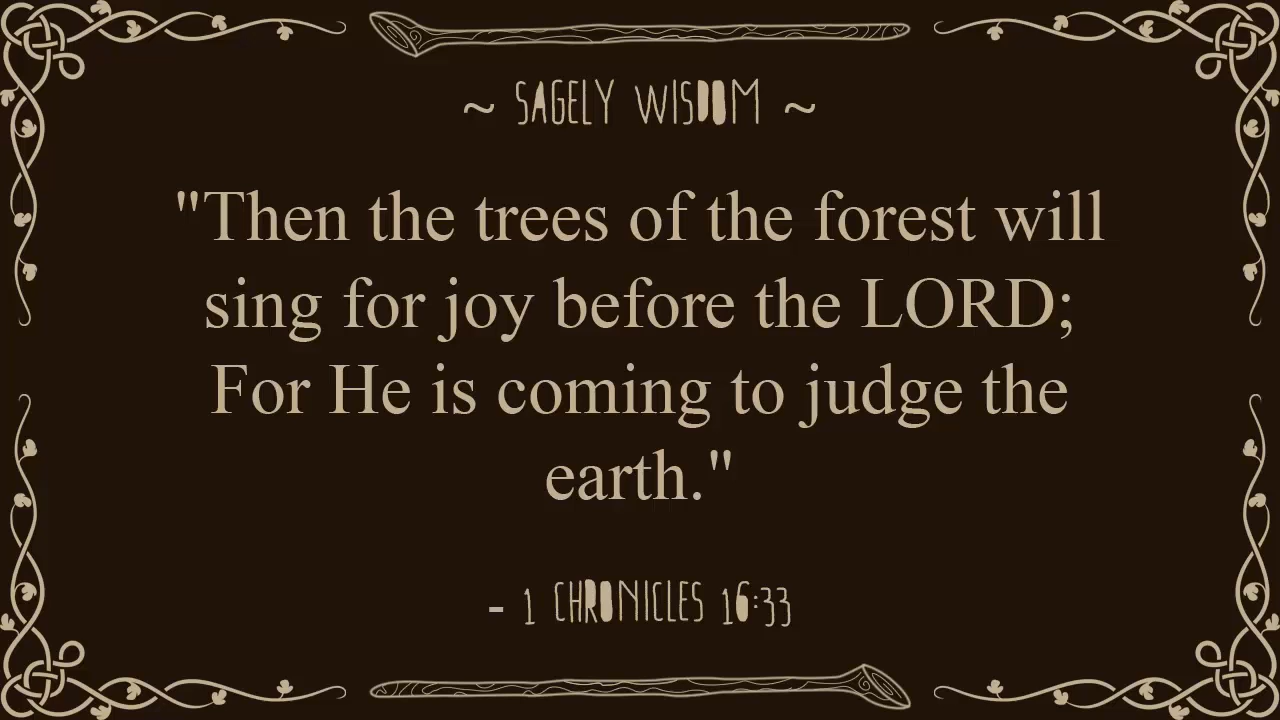 ~ SAGELY WISDOM ~
"Then the trees of the forest will
sing for joy before the LORD;
For He is coming to judge the
earth."
- 1 CHRONICLES 16:33